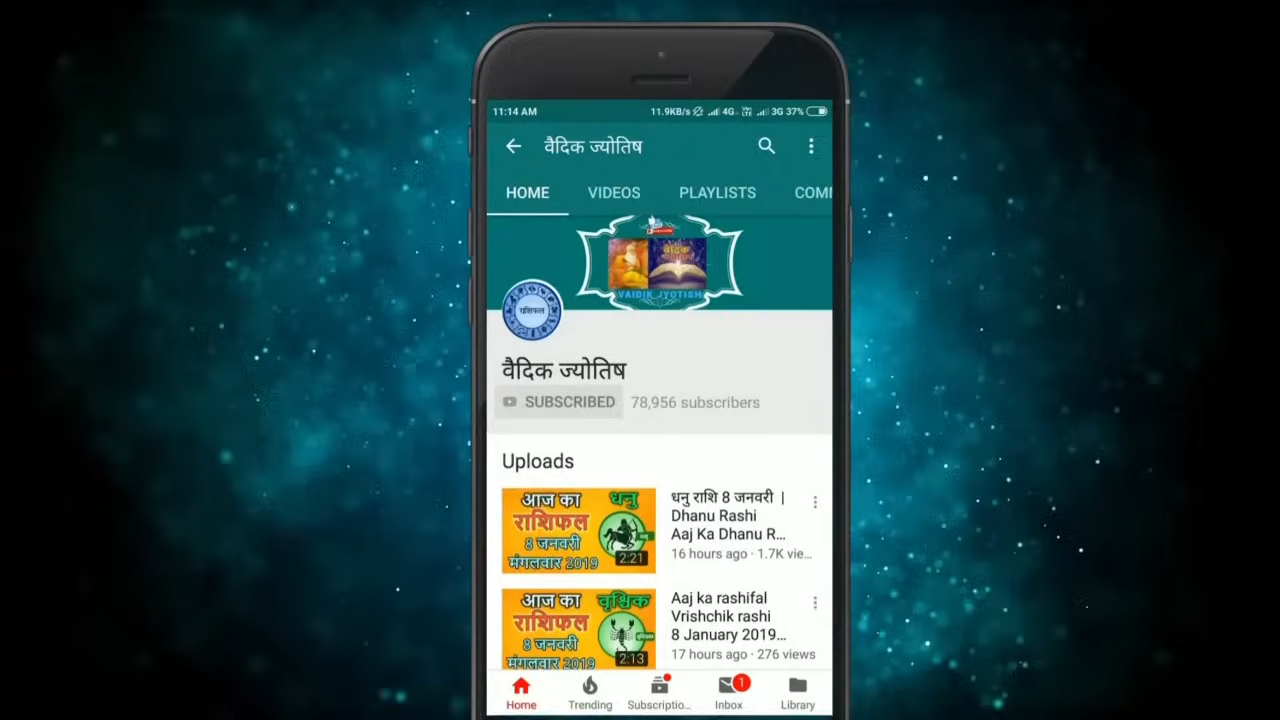 11:14 AM
11.9KB/s 4G VoLTE 3G 37%
वैदिक ज्योतिष
HOME VIDEOS PLAYLISTS COMM
वैदिक
VAIDIK JYOTISH
राशिफल
वैदिक ज्योतिष
SUBSCRIBED 78,956 subscribers
Uploads
आज का धनु
राशिफल
8 जनवरी
मंगलवार 2019
2:21
धनु राशि 8 जनवरी |
Dhanu Rashi
Aaj Ka Dhanu R...
16 hours ago · 1.7K vie...
आज का वृश्चिक
राशिफल
8 जनवरी
मंगलवार 2019
2:13
Aaj ka rashifal
Vrishchik rashi
8 January 2019...
17 hours ago · 276 views
1
Home Trending Subscriptio... Inbox Library